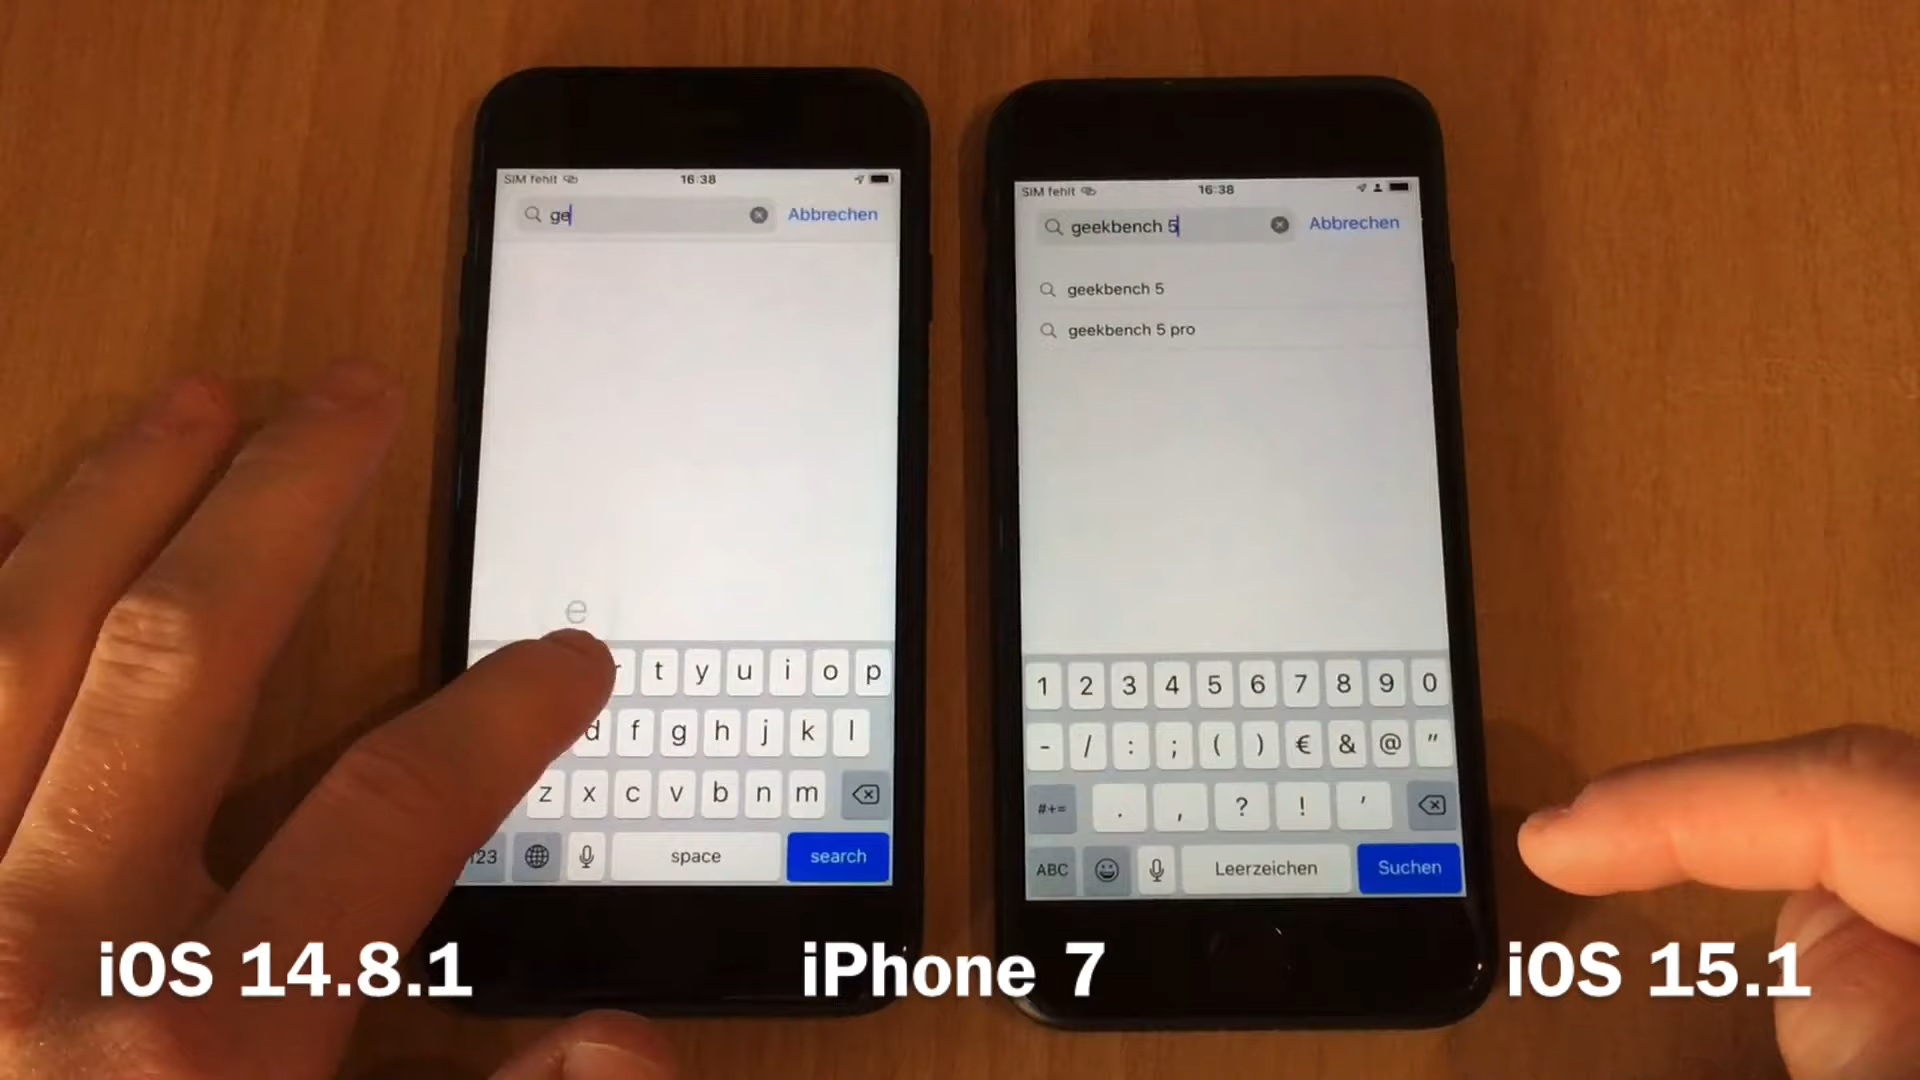 SIM fehlt 16:38
ge Abbrechen
e
r t y u i o p
d f g h j k l
z x c v b n m
123 space search
SIM fehlt 16:38
geekbench 5 Abbrechen
geekbench 5
geekbench 5 pro
1 2 3 4 5 6 7 8 9 0
- / : ; ( ) € & @ "
#+= . , ? ! '
ABC Leerzeichen Suchen
iOS 14.8.1 iPhone 7 iOS 15.1